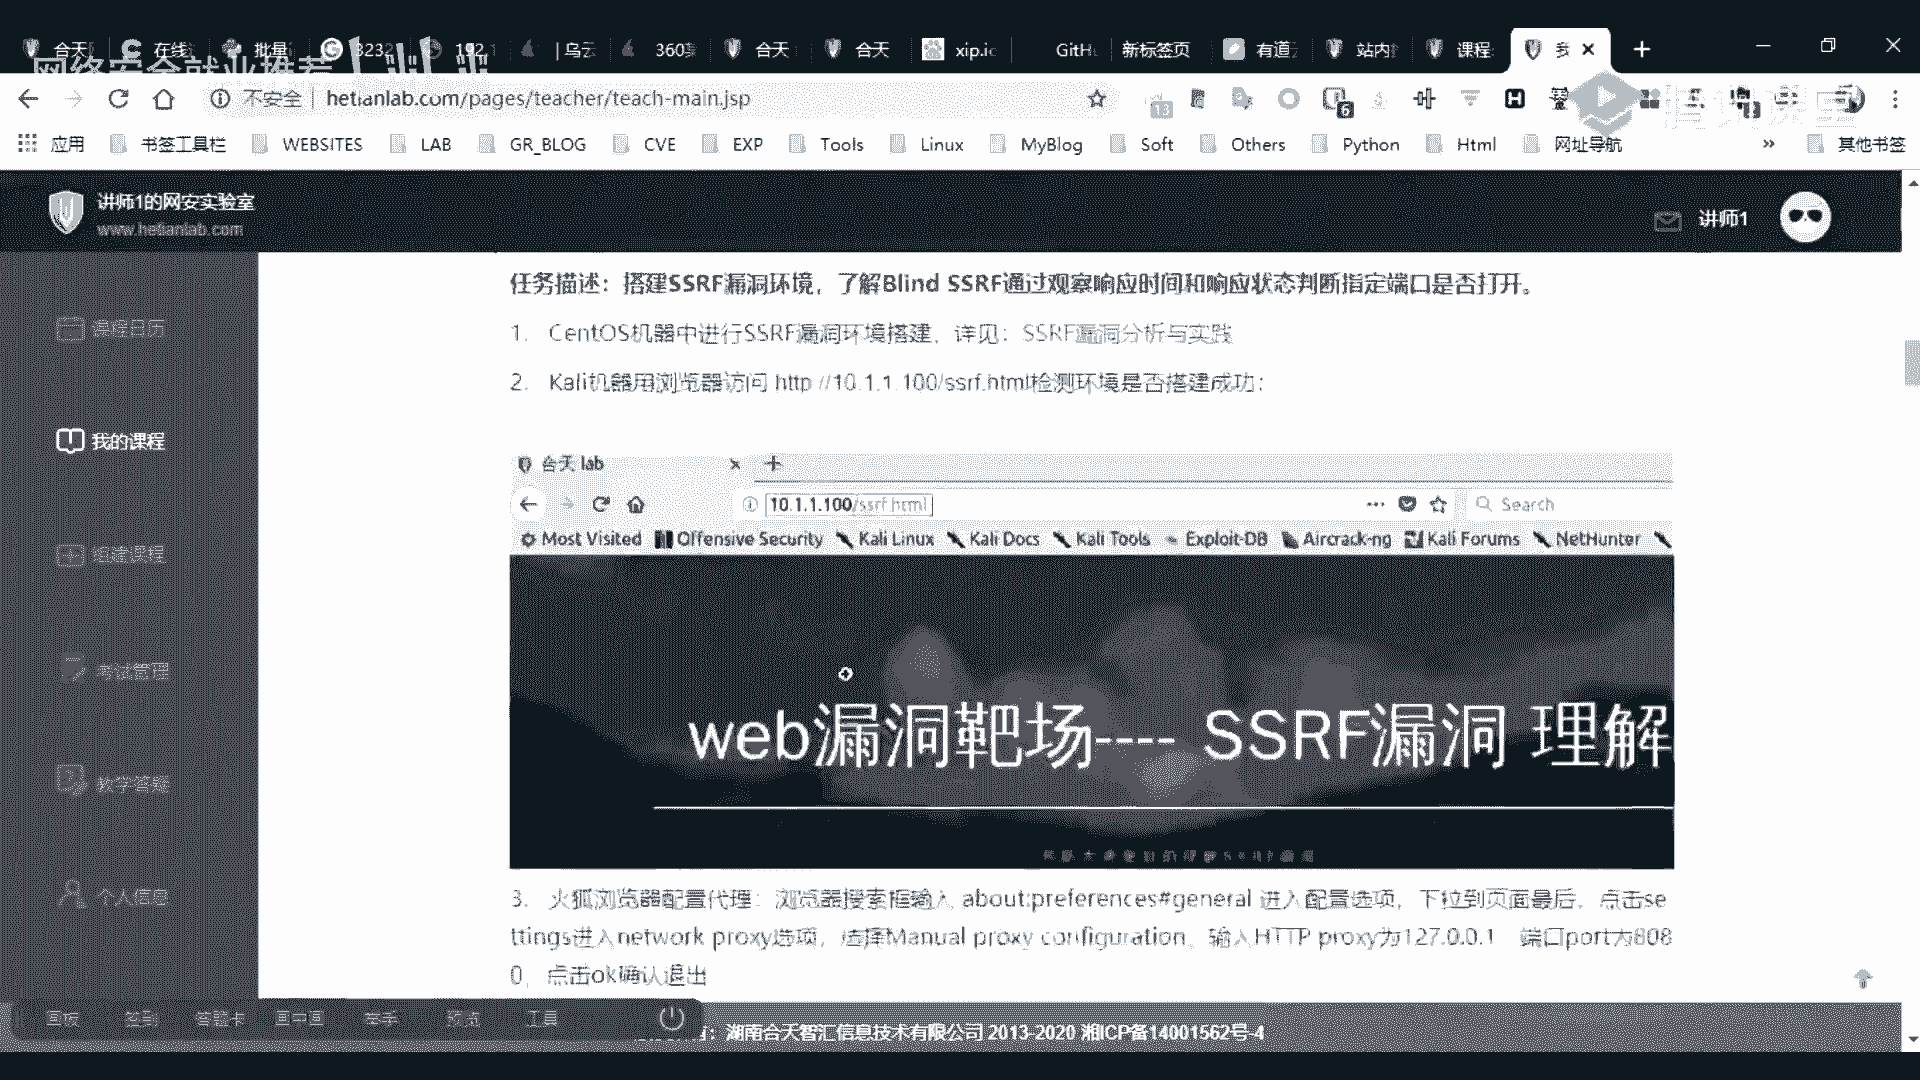 合天 在线 批量 3232 192.1 | 乌云 360 合天 合天 xip.ic GitHu 新标签页 有道 站内 课程 我
网络安全就业推荐
不安全 hetianlab.com/pages/teacher/teach-main.jsp
13 6
腾讯课堂
应用 书签工具栏 WEBSITES LAB GR_BLOG CVE EXP Tools Linux MyBlog Soft Others Python Html 网址导航 » 其他书签
讲师1的网安实验室
www.hetianlab.com
讲师1
课程日历
我的课程
组建课程
考试管理
教学答疑
个人信息
任务描述：搭建SSRF漏洞环境，了解Blind SSRF通过观察响应时间和响应状态判断指定端口是否打开。
1. CentOS机器中进行SSRF漏洞环境搭建，详见：SSRF漏洞分析与实践
2. Kali机器用浏览器访问 http://10.1.1.100/ssrf.html检测环境是否搭建成功：
合天 lab
10.1.1.100/ssrf.html
Search
Most Visited Offensive Security Kali Linux Kali Docs Kali Tools Exploit-DB Aircrack-ng Kali Forums NetHunter
web漏洞靶场---- SSRF漏洞 理解
3. 火狐浏览器配置代理：浏览器搜索框输入 about:preferences#general 进入配置选项，下拉到页面最后，点击se
ttings进入network proxy选项，选择Manual proxy configuration，输入HTTP proxy为127.0.0.1 端口port为808
0，点击ok确认退出
画板 签到 答题卡 画中画 举手 预览 工具
：湖南合天智汇信息技术有限公司 2013-2020 湘ICP备14001562号-4